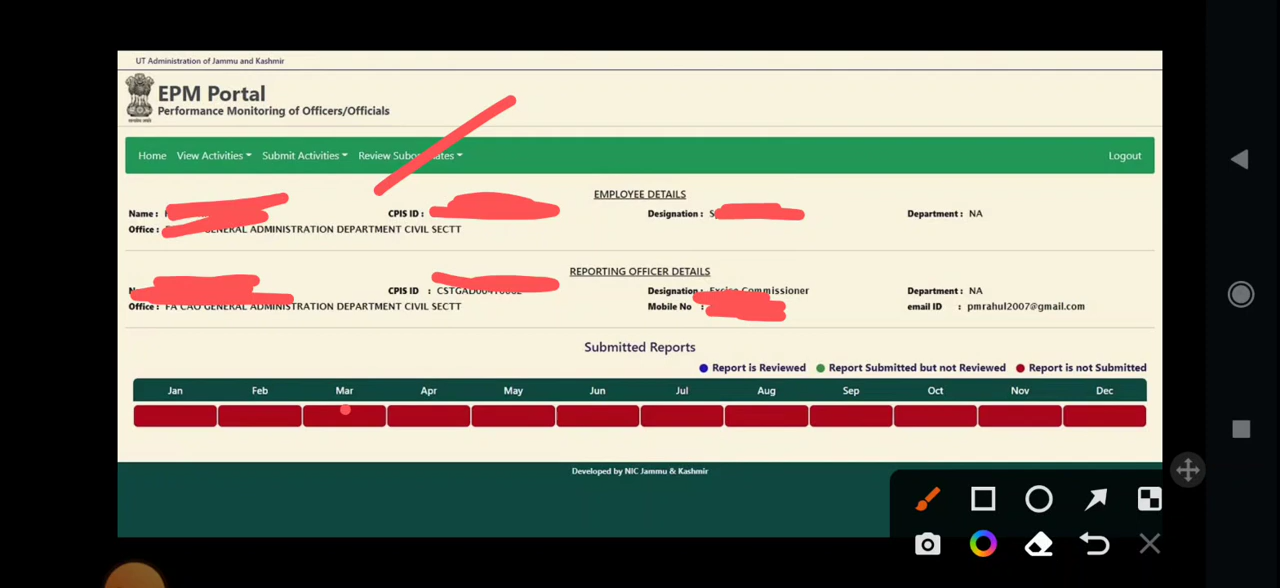 UT Administration of Jammu and Kashmir
EPM Portal
Performance Monitoring of Officers/Officials
Home View Activities Submit Activities Review Logout
EMPLOYEE DETAILS
Name : CPIS ID : Designation : Department : NA
Office : GENERAL ADMINISTRATION DEPARTMENT CIVIL SECTT
REPORTING OFFICER DETAILS
CPIS ID : Designation Commissioner Department : NA
Office : FA CAO GENERAL ADMINISTRATION DEPARTMENT CIVIL SECTT Mobile No : email ID : pmrahul2007@gmail.com
Submitted Reports
Report is Reviewed Report Submitted but not Reviewed Report is not Submitted
Jan Feb Mar Apr May Jun Jul Aug Sep Oct Nov Dec
Developed by NIC Jammu & Kashmir